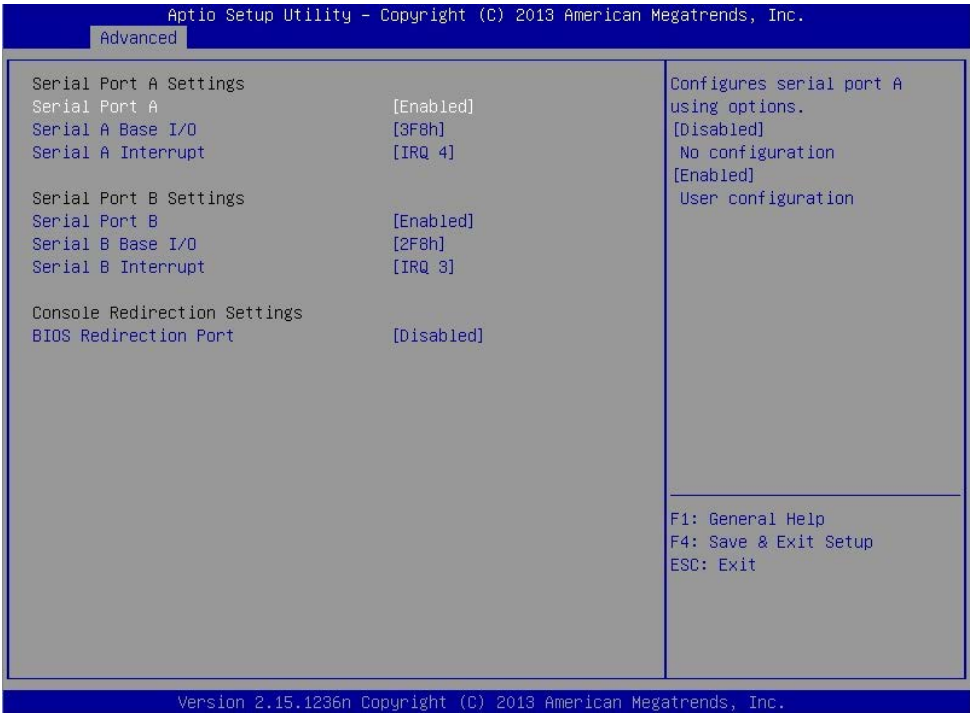 Aptio Setup Utility – Copyright (C) 2013 American Megatrends, Inc.
Advanced
Serial Port A Settings
Serial Port A [Enabled]
Serial A Base I/O [3F8h]
Serial A Interrupt [IRQ 4]
Serial Port B Settings
Serial Port B [Enabled]
Serial B Base I/O [2F8h]
Serial B Interrupt [IRQ 3]
Console Redirection Settings
BIOS Redirection Port [Disabled]
Configures serial port A
using options.
[Disabled]
No configuration
[Enabled]
User configuration
F1: General Help
F4: Save & Exit Setup
ESC: Exit
Version 2.15.1236n Copyright (C) 2013 American Megatrends, Inc.